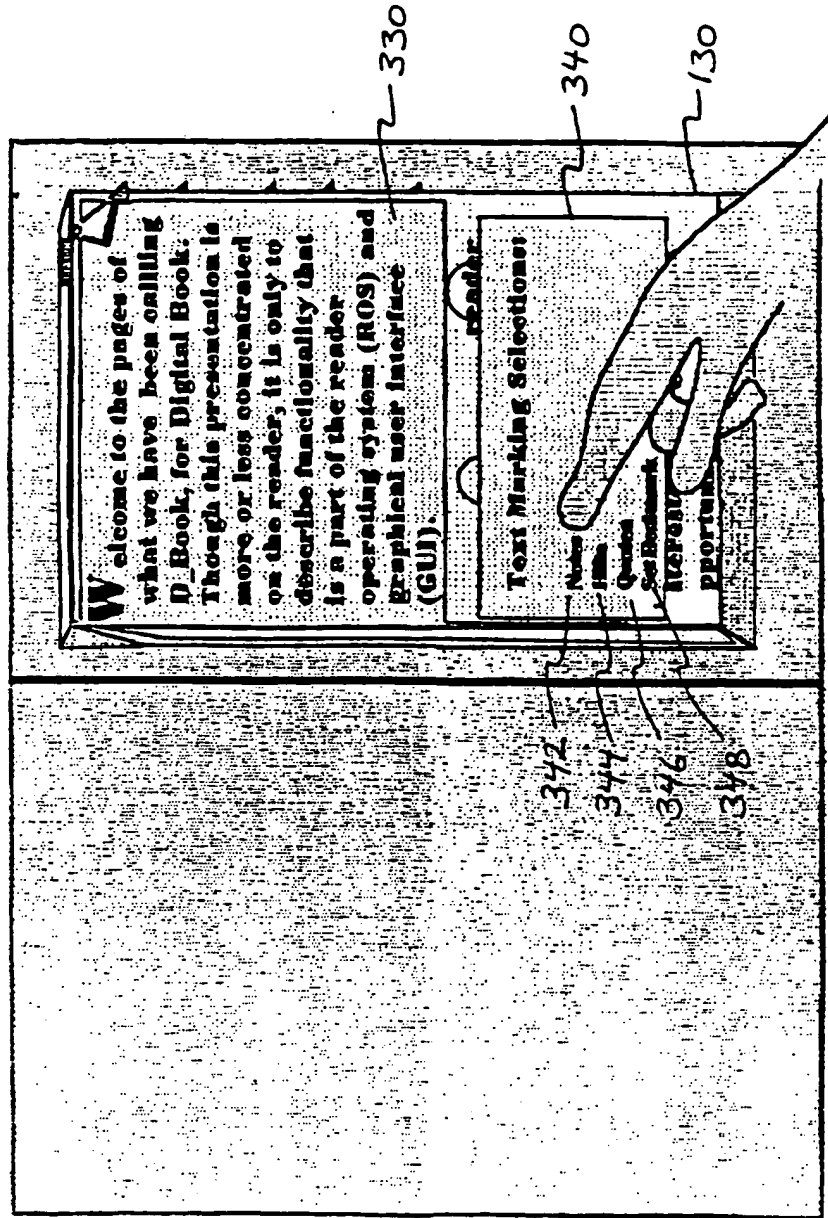 Welcome to the pages of
what we have been calling
D_Book, for Digital Book.
Though this presentation is
more or less concentrated
on the reader, it is only to
describe functionality that
is a part of the reader
operating system (ROS) and
graphical user interface
(GUI).
330
reader
340
Text Marking Selections:
342
Notes
344
346
Quotes
348
Set Bookmark
pportun
130